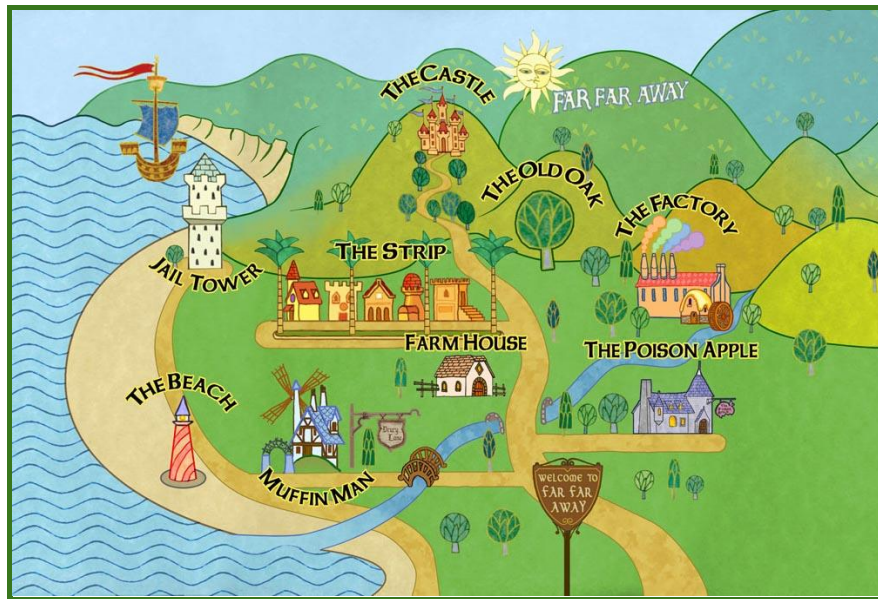 THE CASTLE
FAR FAR AWAY
THE OLD OAK
THE FACTORY
JAIL TOWER
THE STRIP
FARM HOUSE
THE POISON APPLE
THE BEACH
Drury
Lane
MUFFIN MAN
WELCOME TO
FAR FAR
AWAY